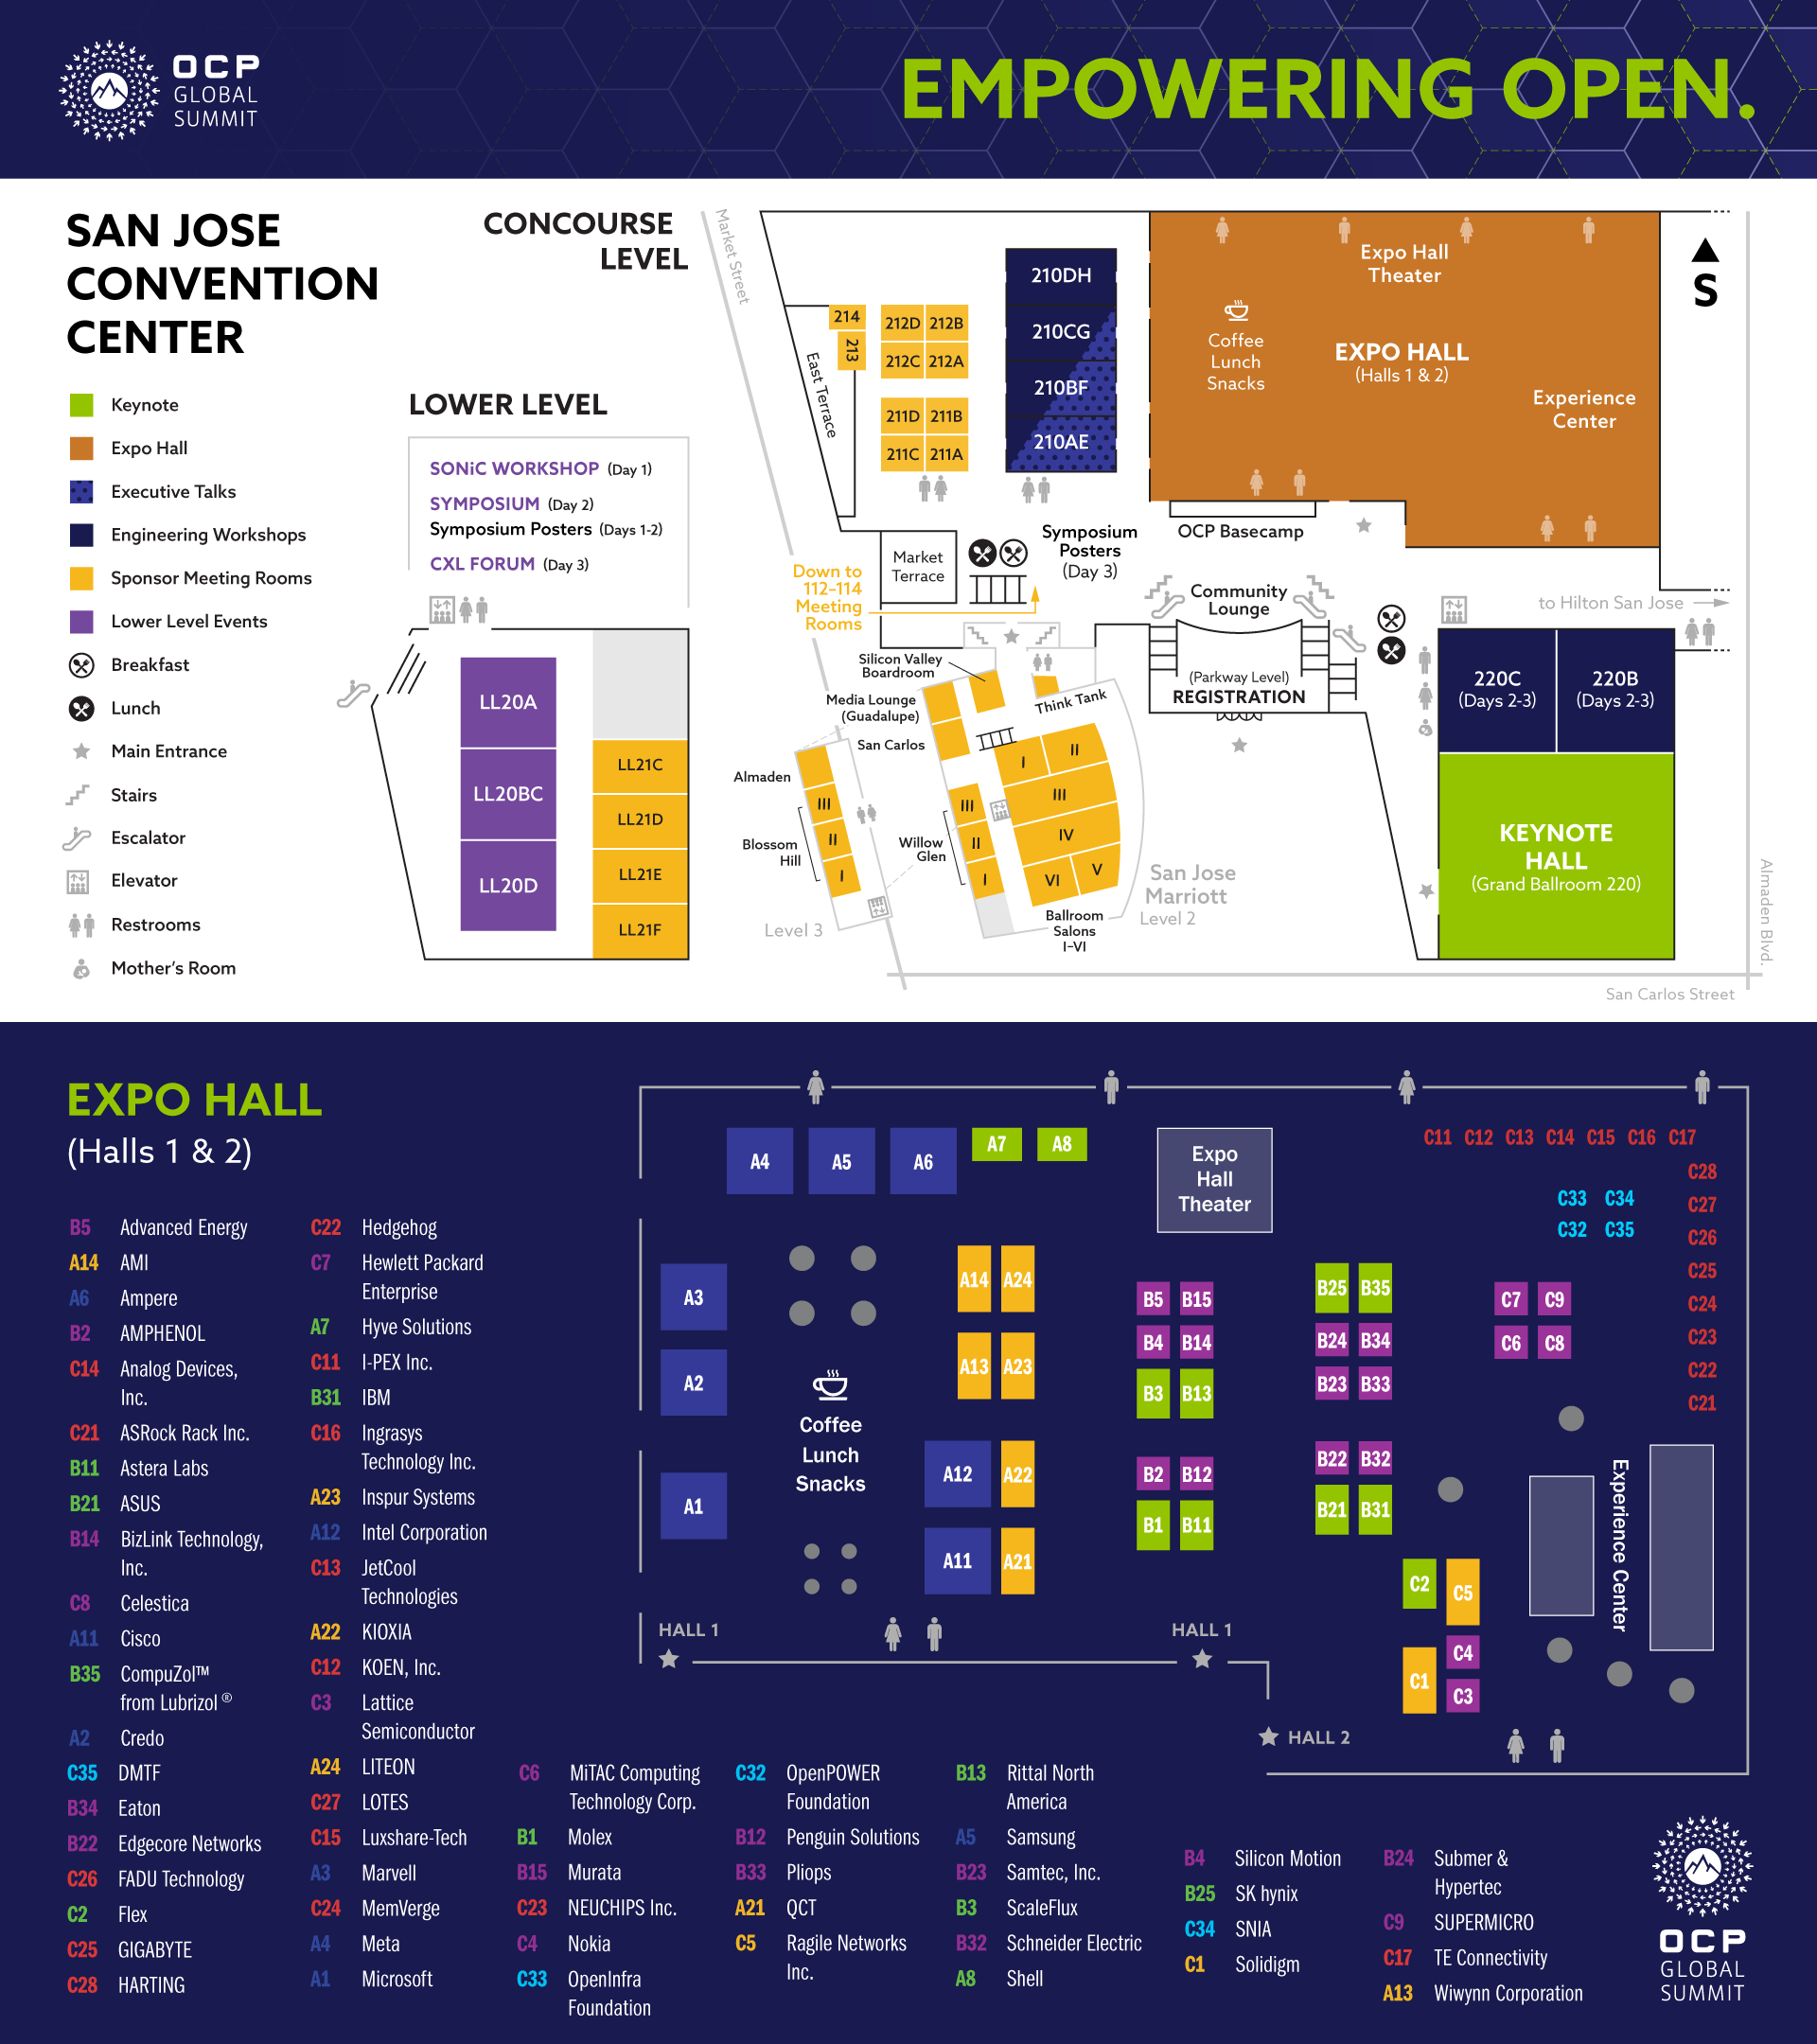 OCP
GLOBAL
SUMMIT
EMPOWERING OPEN.
SAN JOSE
CONVENTION
CENTER
Keynote
Expo Hall
Executive Talks
Engineering Workshops
Sponsor Meeting Rooms
Lower Level Events
Breakfast
Lunch
Main Entrance
Stairs
Escalator
Elevator
Restrooms
Mother's Room
LOWER LEVEL
SONiC WORKSHOP (Day 1)
SYMPOSIUM (Day 2)
Symposium Posters (Days 1-2)
CXL FORUM (Day 3)
LL20A
LL20BC
LL20D
LL21C
LL21D
LL21E
LL21F
CONCOURSE
LEVEL
Market Street
East Terrace
214
213
212D 212B
212C 212A
211D 211B
211C 211A
210DH
210CG
210BF
210AE
Expo Hall
Theater
Coffee
Lunch
Snacks
EXPO HALL
(Halls 1 & 2)
Experience
Center
S
OCP Basecamp
Symposium
Posters
(Day 3)
Market
Terrace
Down to
112-114
Meeting
Rooms
Community
Lounge
(Parkway Level)
REGISTRATION
to Hilton San Jose
220C
(Days 2-3)
220B
(Days 2-3)
KEYNOTE
HALL
(Grand Ballroom 220)
Silicon Valley
Boardroom
Media Lounge
(Guadalupe)
San Carlos
Think Tank
Almaden
III
II
I
Blossom
Hill
Level 3
Willow
Glen
III
II
I
I
II
III
IV
V
VI
Ballroom
Salons
I-VI
San Jose
Marriott
Level 2
Almaden Blvd.
San Carlos Street
EXPO HALL
(Halls 1 & 2)
B5 Advanced Energy
A14 AMI
A6 Ampere
B2 AMPHENOL
C14 Analog Devices,
Inc.
C21 ASRock Rack Inc.
B11 Astera Labs
B21 ASUS
B14 BizLink Technology,
Inc.
C8 Celestica
A11 Cisco
B35 CompuZol™
from Lubrizol ®
A2 Credo
C35 DMTF
B34 Eaton
B22 Edgecore Networks
C26 FADU Technology
C2 Flex
C25 GIGABYTE
C28 HARTING
C22 Hedgehog
C7 Hewlett Packard
Enterprise
A7 Hyve Solutions
C11 I-PEX Inc.
B31 IBM
C16 Ingrasys
Technology Inc.
A23 Inspur Systems
A12 Intel Corporation
C13 JetCool
Technologies
A22 KIOXIA
C12 KOEN, Inc.
C3 Lattice
Semiconductor
A24 LITEON
C27 LOTES
C15 Luxshare-Tech
A3 Marvell
C24 MemVerge
A4 Meta
A1 Microsoft
C6 MiTAC Computing
Technology Corp.
B1 Molex
B15 Murata
C23 NEUCHIPS Inc.
C4 Nokia
C33 OpenInfra
Foundation
C32 OpenPOWER
Foundation
B12 Penguin Solutions
B33 Pliops
A21 QCT
C5 Ragile Networks
Inc.
B13 Rittal North
America
A5 Samsung
B23 Samtec, Inc.
B3 ScaleFlux
B32 Schneider Electric
A8 Shell
B4 Silicon Motion
B25 SK hynix
C34 SNIA
C1 Solidigm
B24 Submer &
Hypertec
C9 SUPERMICRO
C17 TE Connectivity
A13 Wiwynn Corporation
A4 A5 A6 A7 A8
Expo
Hall
Theater
C11 C12 C13 C14 C15 C16 C17
C28
C27
C26
C25
C24
C23
C22
C21
C33 C34
C32 C35
A3
A2
A1
A14 A24
A13 A23
A12 A22
A11 A21
Coffee
Lunch
Snacks
B5 B15
B4 B14
B3 B13
B2 B12
B1 B11
B25 B35
B24 B34
B23 B33
B22 B32
B21 B31
C7 C9
C6 C8
C2 C5
C4
C1 C3
Experience Center
HALL 1
HALL 1
HALL 2
OCP
GLOBAL
SUMMIT